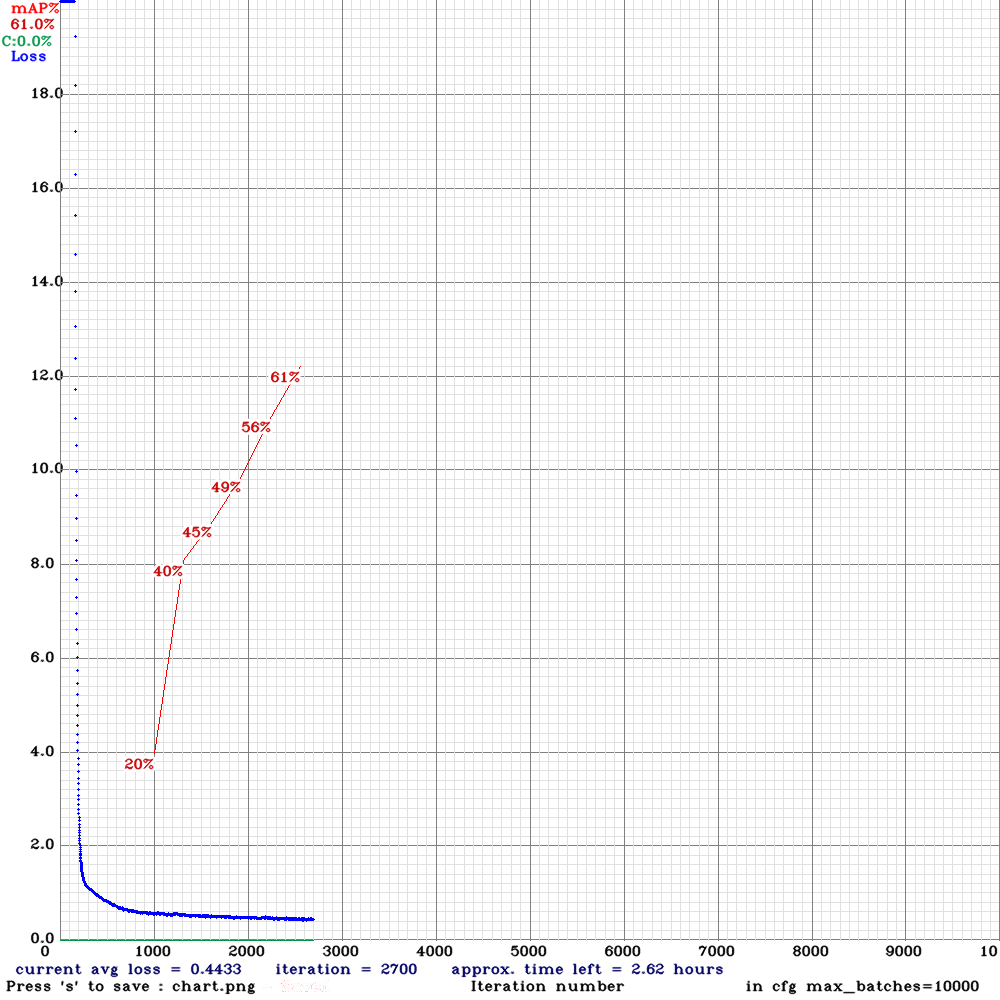 mAP%
61.0%
C:0.0%
Loss
18.0
16.0
14.0
12.0
61%
56%
10.0
49%
45%
40%
8.0
6.0
20%
4.0
2.0
0.0
0 1000 2000 3000 4000 5000 6000 7000 8000 9000 10
current avg loss = 0.4433 iteration = 2700 approx. time left = 2.62 hours
Press 's' to save : chart.png Iteration number in cfg max_batches=10000